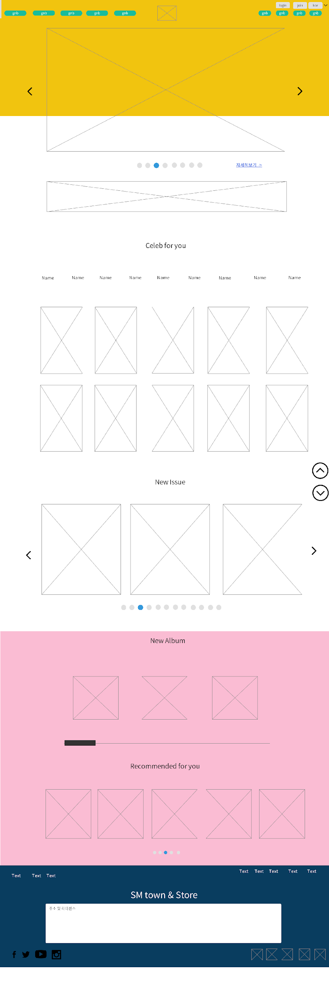 login join kor
gnb gnb gnb gnb gnb gnb gnb gnb gnb
자세히보기 ->
Celeb for you
Name Name Name Name Name Name Name Name Name
New Issue
New Album
Recommended for you
Text Text Text Text Text
Text Text Text
SM town & Store
주소 및 라이센스